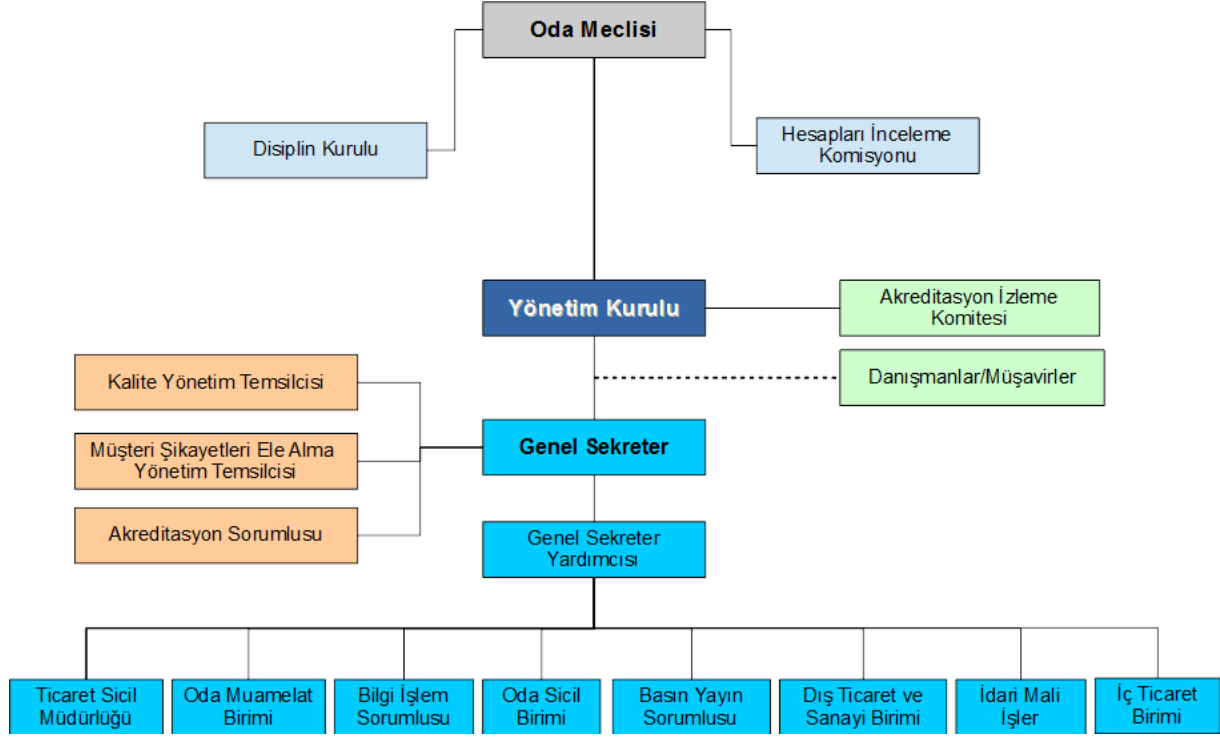 Oda Meclisi
Disiplin Kurulu
Hesapları İnceleme
Komisyonu
Yönetim Kurulu
Akreditasyon İzleme
Komitesi
Kalite Yönetim Temsilcisi
Danışmanlar/Müşavirler
Müşteri Şikayetleri Ele Alma
Yönetim Temsilcisi
Genel Sekreter
Akreditasyon Sorumlusu
Genel Sekreter
Yardımcısı
Ticaret Sicil
Müdürlüğü
Oda Muamelat
Birimi
Bilgi İşlem
Sorumlusu
Oda Sicil
Birimi
Basın Yayın
Sorumlusu
Dış Ticaret ve
Sanayi Birimi
İdari Mali
İşler
İç Ticaret
Birimi